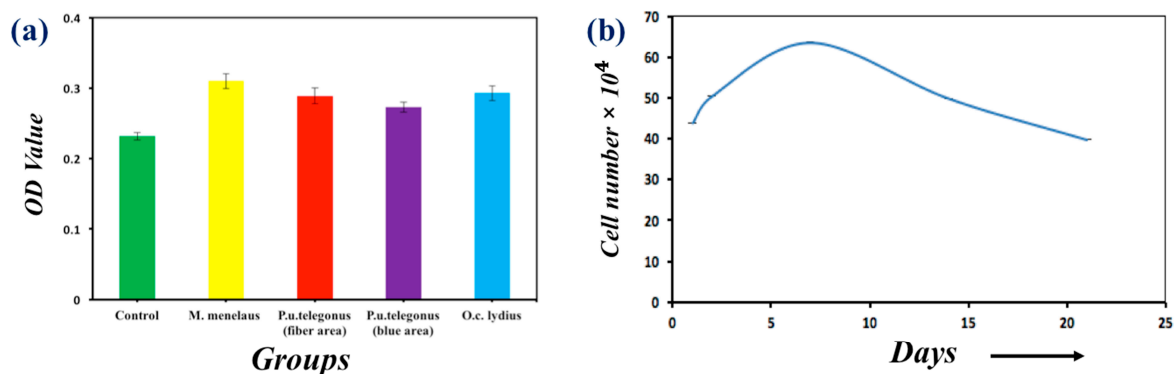 (a)
OD Value
0.4
0.3
0.2
0.1
0
Control
M. menelaus
P.u.telegonus
(fiber area)
P.u.telegonus
(blue area)
O.c. lydius
Groups
(b)
Cell number × 10⁴
70
60
50
40
30
20
10
0
0 5 10 15 20 25
Days